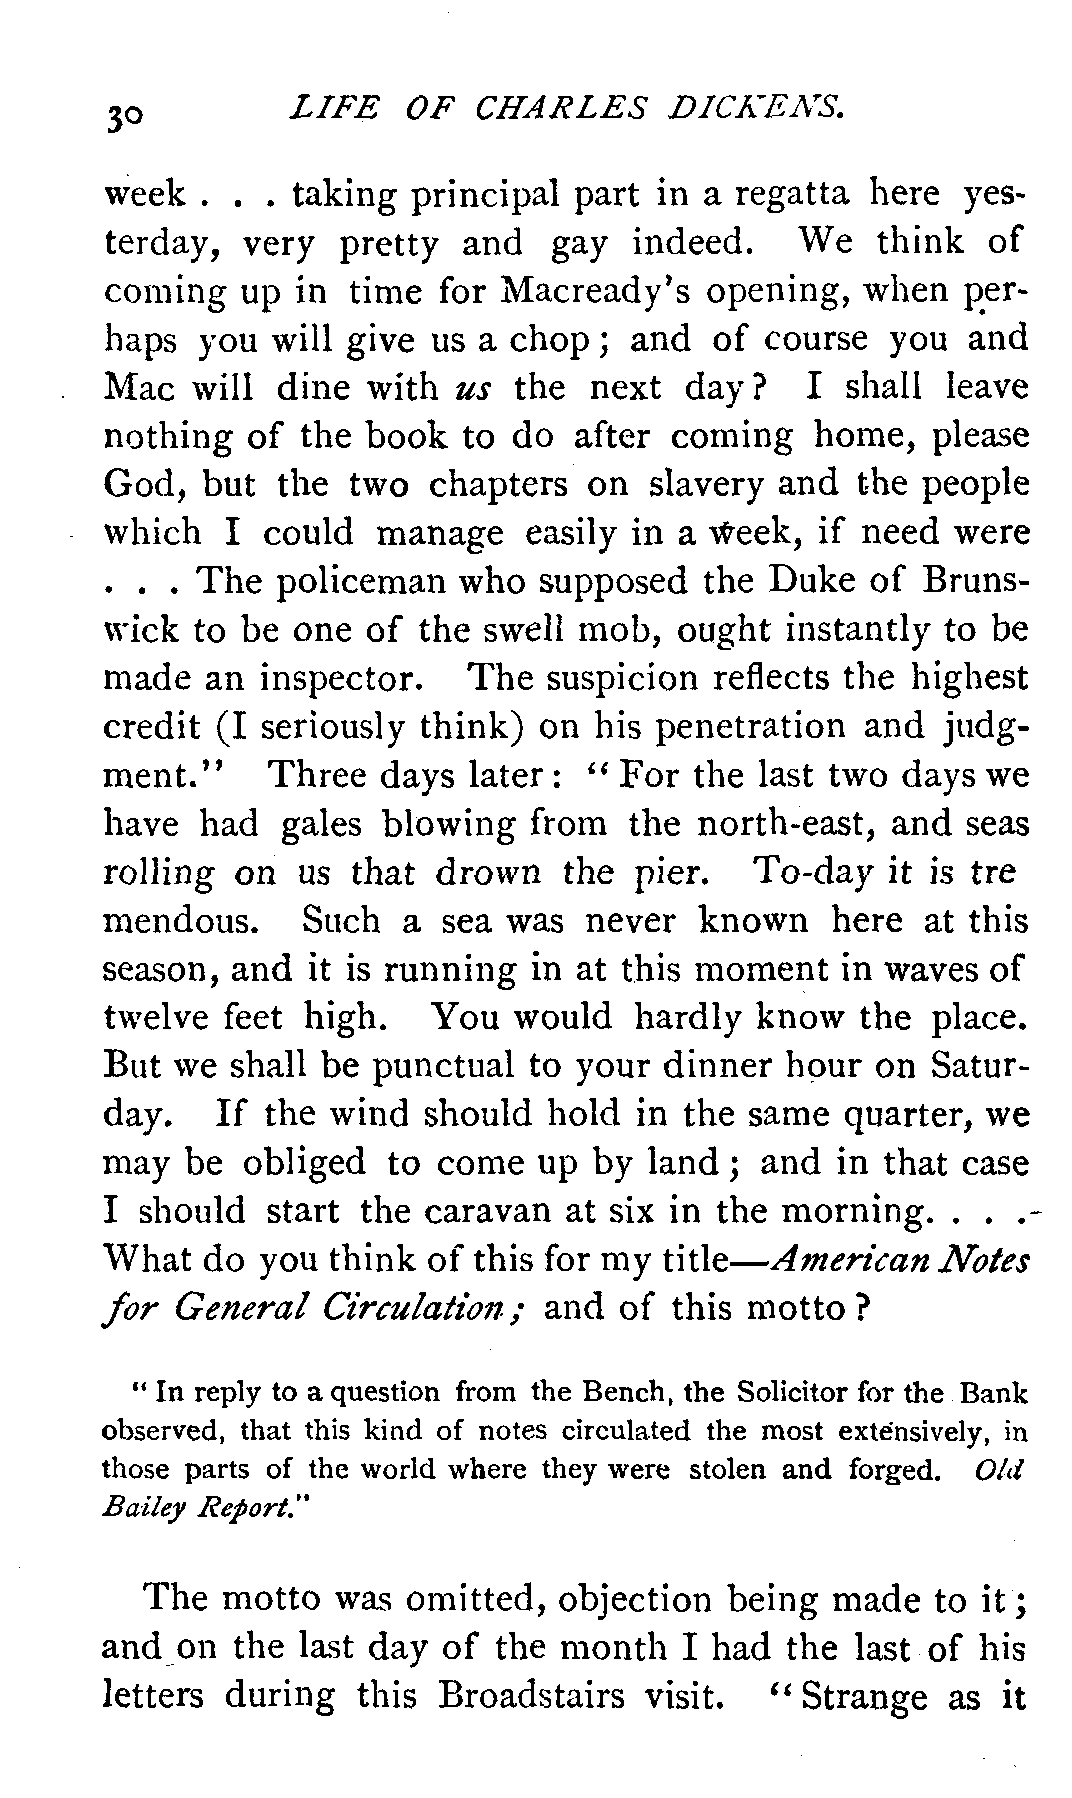 30 LIFE OF CHARLES DICKENS.
week . . . taking principal part in a regatta here yes-
terday, very pretty and gay indeed. We think of
coming up in time for Macready's opening, when per-
haps you will give us a chop; and of course you and
Mac will dine with us the next day? I shall leave
nothing of the book to do after coming home, please
God, but the two chapters on slavery and the people
which I could manage easily in a week, if need were
. . . The policeman who supposed the Duke of Bruns-
wick to be one of the swell mob, ought instantly to be
made an inspector. The suspicion reflects the highest
credit (I seriously think) on his penetration and judg-
ment." Three days later: "For the last two days we
have had gales blowing from the north-east, and seas
rolling on us that drown the pier. To-day it is tre
mendous. Such a sea was never known here at this
season, and it is running in at this moment in waves of
twelve feet high. You would hardly know the place.
But we shall be punctual to your dinner hour on Satur-
day. If the wind should hold in the same quarter, we
may be obliged to come up by land; and in that case
I should start the caravan at six in the morning. . . .
What do you think of this for my title—American Notes
for General Circulation; and of this motto?
"In reply to a question from the Bench, the Solicitor for the Bank
observed, that this kind of notes circulated the most extensively, in
those parts of the world where they were stolen and forged. Old
Bailey Report."
The motto was omitted, objection being made to it;
and on the last day of the month I had the last of his
letters during this Broadstairs visit. "Strange as it